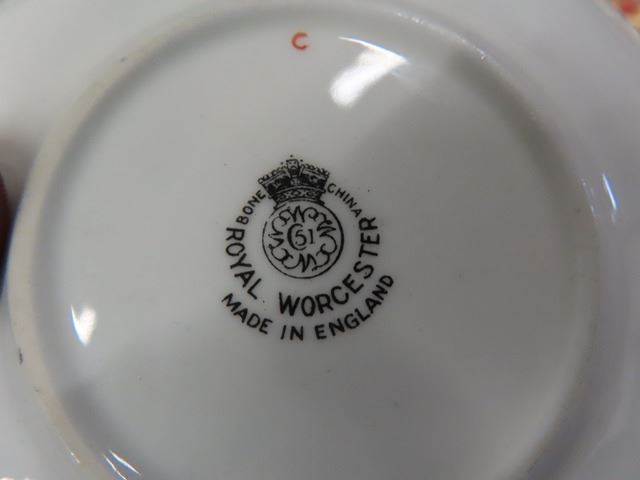 C
BONE CHINA
51
ROYAL WORCESTER
MADE IN ENGLAND